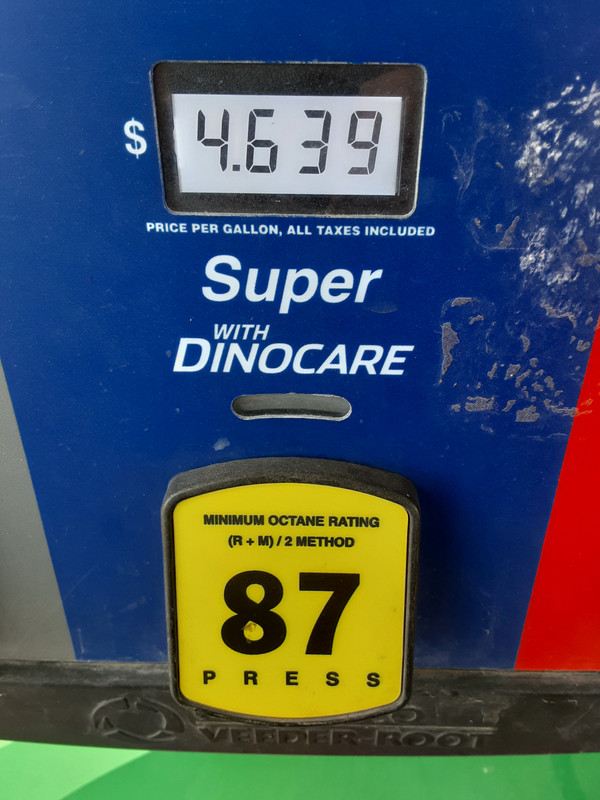 $ 4.639
PRICE PER GALLON, ALL TAXES INCLUDED
Super
WITH
DINOCARE
MINIMUM OCTANE RATING
(R + M) / 2 METHOD
87
PRESS
VEEDER-ROOT